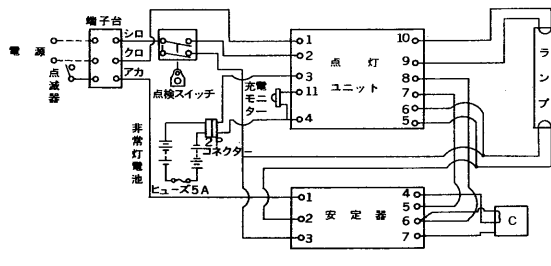 端子台
電源
シロ
クロ
アカ
点滅器
点検スイッチ
充電
モニ
ター
1
2
3
11
4
点灯
ユニット
10
9
8
7
6
5
ランプ
非常灯電池
2P
コネクター
ヒューズ5A
1
2
3
安定器
4
5
6
7
C